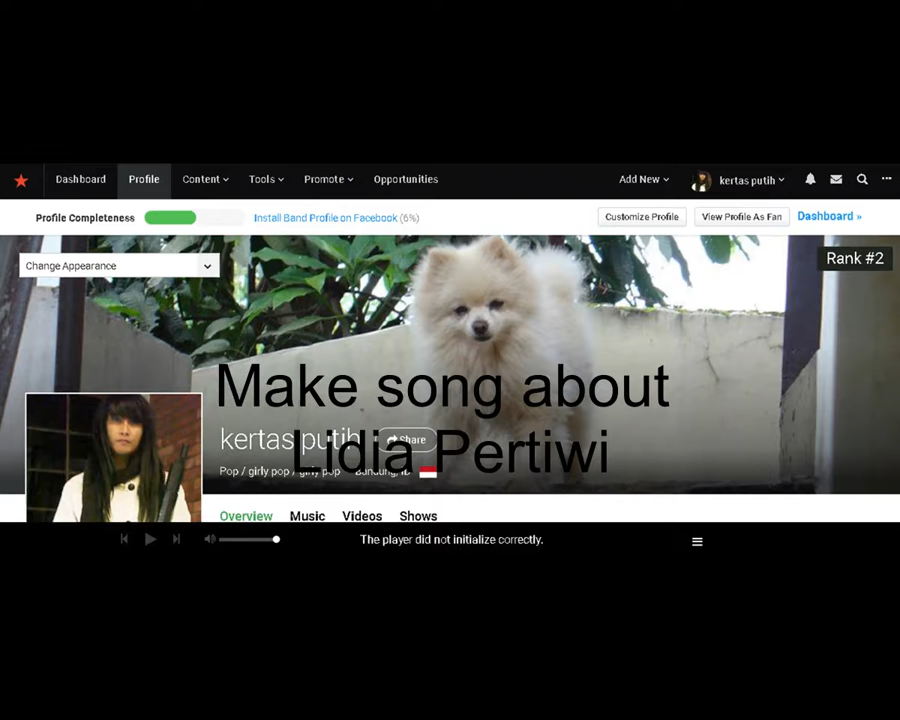 Dashboard Profile Content Tools Promote Opportunities Add New kertas putih
Profile Completeness Install Band Profile on Facebook (6%) Customize Profile View Profile As Fan Dashboard »
Change Appearance
Rank #2
Make song about
kertas putih Share
Lidia Pertiwi
Pop / girly pop / girly pop Bandung, ID
Overview Music Videos Shows
The player did not initialize correctly.